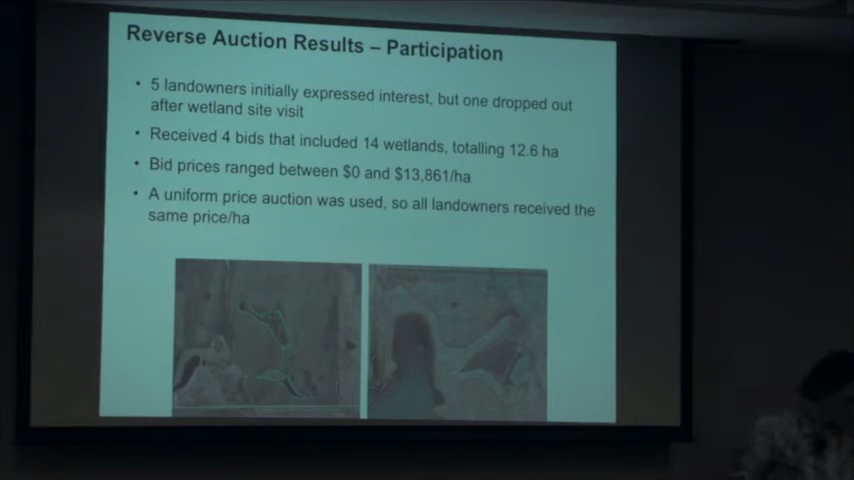 Reverse Auction Results – Participation
• 5 landowners initially expressed interest, but one dropped out
after wetland site visit
• Received 4 bids that included 14 wetlands, totalling 12.6 ha
• Bid prices ranged between $0 and $13,861/ha
• A uniform price auction was used, so all landowners received the
same price/ha